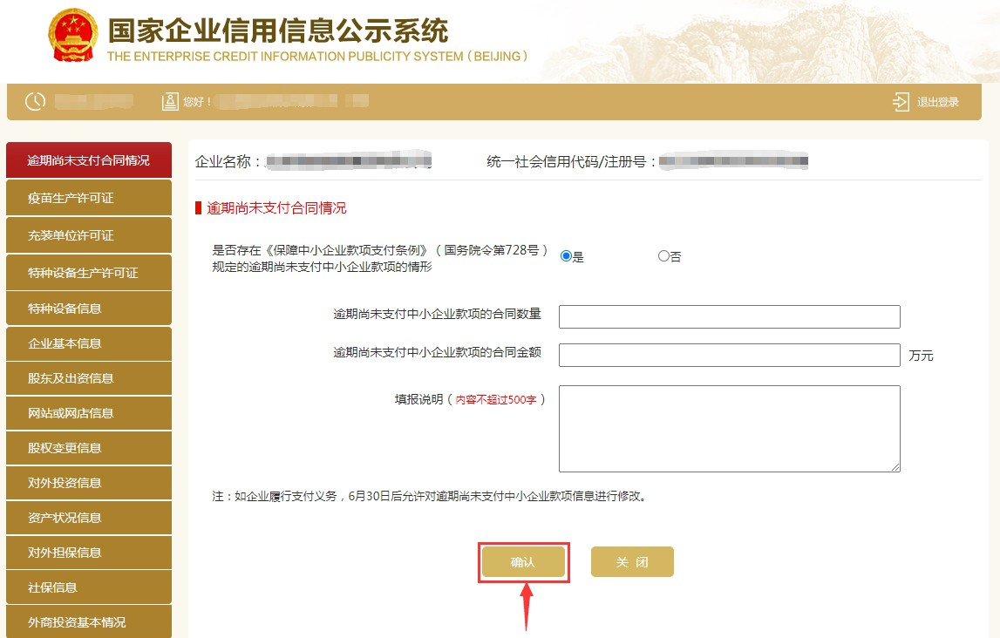 国家企业信用信息公示系统
THE ENTERPRISE CREDIT INFORMATION PUBLICITY SYSTEM ( BEIJING )
您好！
退出登录
逾期尚未支付合同情况
疫苗生产许可证
充装单位许可证
特种设备生产许可证
特种设备信息
企业基本信息
股东及出资信息
网站或网店信息
股权变更信息
对外投资信息
资产状况信息
对外担保信息
社保信息
外商投资基本情况
企业名称：
统一社会信用代码/注册号：
逾期尚未支付合同情况
是否存在《保障中小企业款项支付条例》（国务院令第728号）
规定的逾期尚未支付中小企业款项的情形
是
否
逾期尚未支付中小企业款项的合同数量
逾期尚未支付中小企业款项的合同金额
万元
填报说明（内容不超过500字）
注：如企业履行支付义务，6月30日后允许对逾期尚未支付中小企业款项信息进行修改。
确认
关 闭